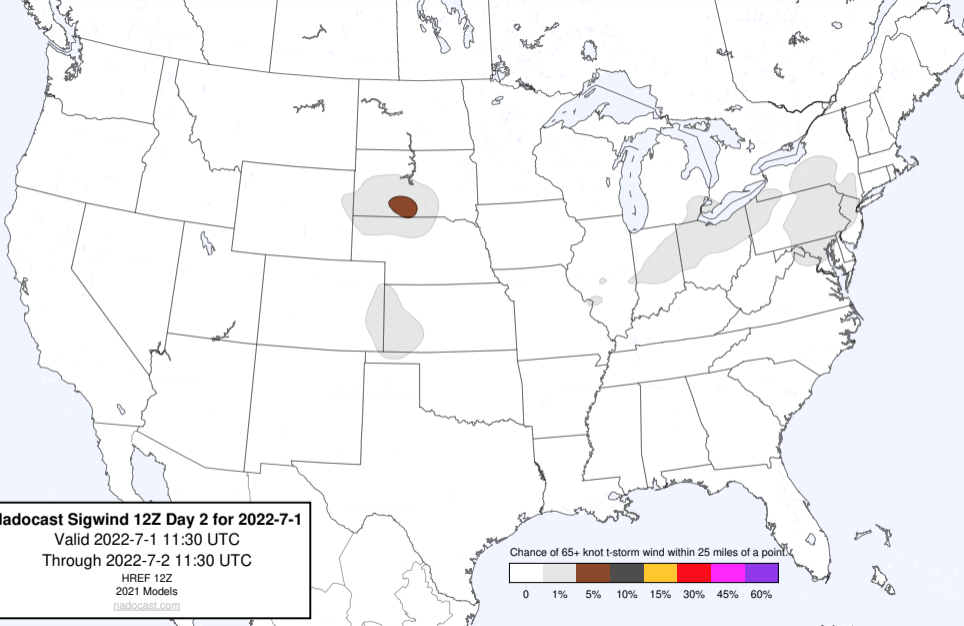 Nadocast Sigwind 12Z Day 2 for 2022-7-1
Valid 2022-7-1 11:30 UTC
Through 2022-7-2 11:30 UTC
HREF 12Z
2021 Models
nadocast.com
Chance of 65+ knot t-storm wind within 25 miles of a point.
0 1% 5% 10% 15% 30% 45% 60%